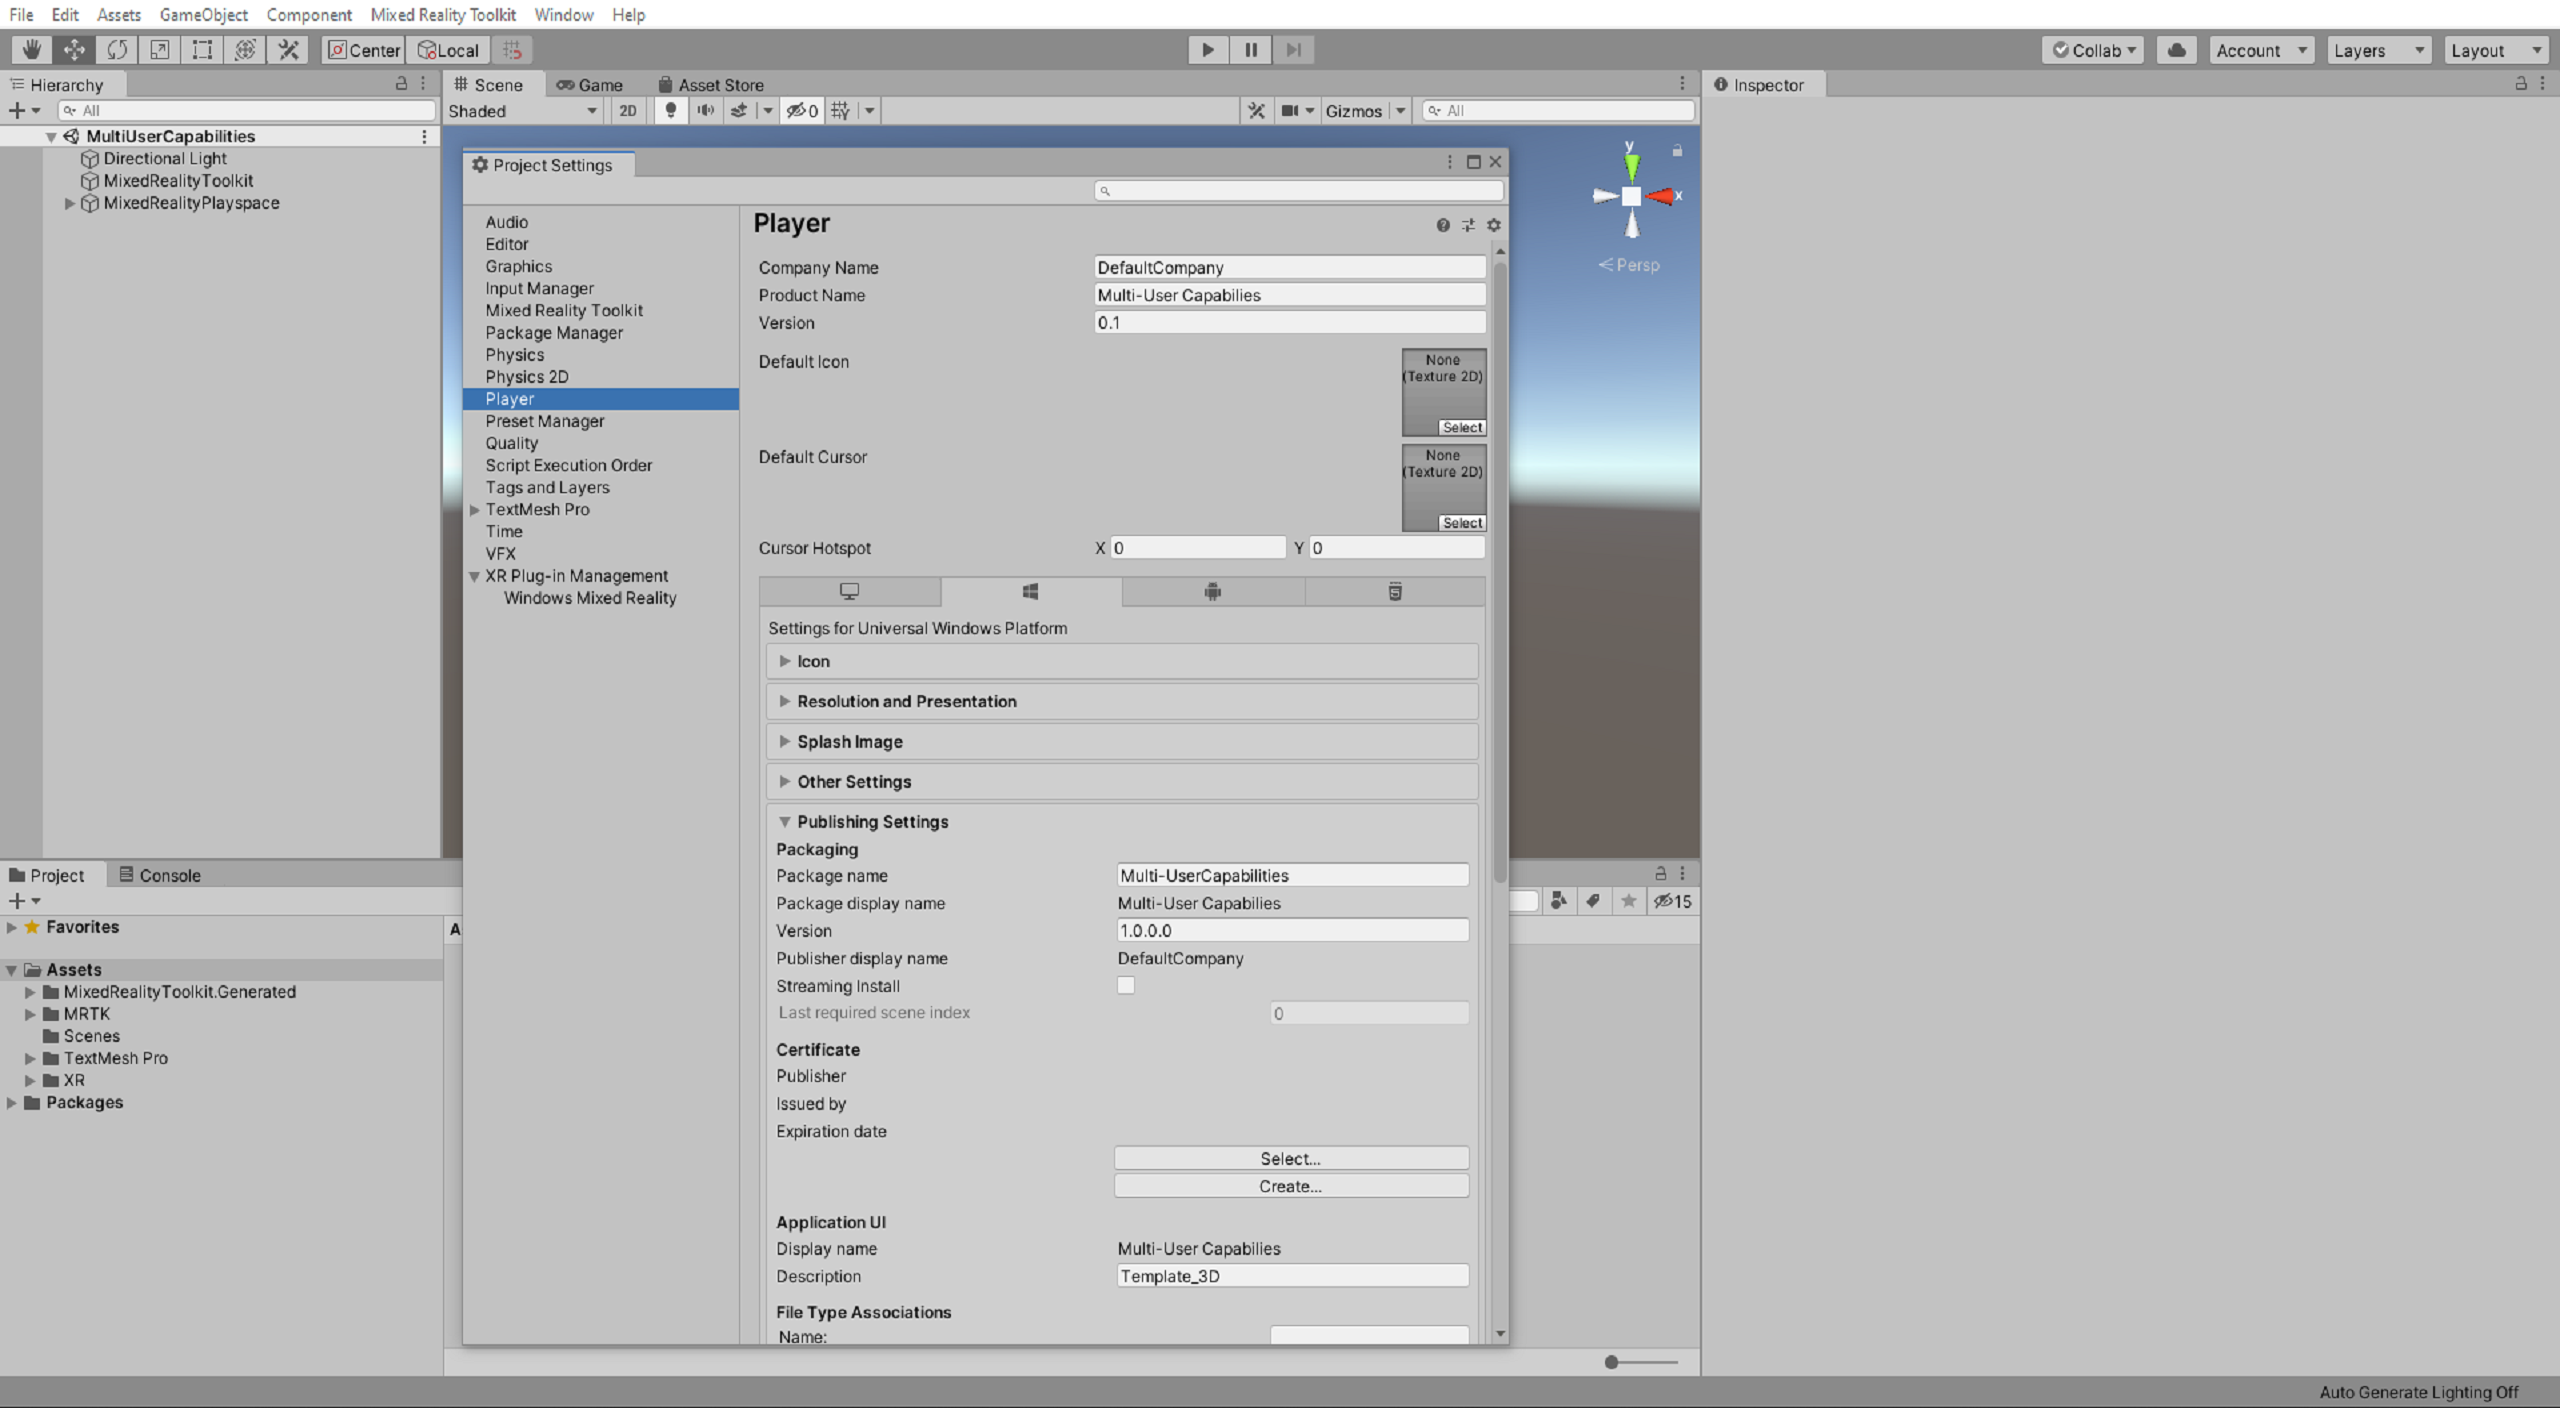 File Edit Assets GameObject Component Mixed Reality Toolkit Window Help
Center Local Collab Account Layers Layout
Hierarchy
All
MultiUserCapabilities
Directional Light
MixedRealityToolkit
MixedRealityPlayspace
Scene Game Asset Store
Shaded 2D 0 Gizmos All
y
x
Persp
Inspector
Project Settings
Audio
Editor
Graphics
Input Manager
Mixed Reality Toolkit
Package Manager
Physics
Physics 2D
Player
Preset Manager
Quality
Script Execution Order
Tags and Layers
TextMesh Pro
Time
VFX
XR Plug-in Management
Windows Mixed Reality
Player
Company Name DefaultCompany
Product Name Multi-User Capabilies
Version 0.1
Default Icon None
(Texture 2D)
Select
Default Cursor None
(Texture 2D)
Select
Cursor Hotspot X 0 Y 0
Settings for Universal Windows Platform
Icon
Resolution and Presentation
Splash Image
Other Settings
Publishing Settings
Packaging
Package name Multi-UserCapabilities
Package display name Multi-User Capabilies
Version 1.0.0.0
Publisher display name DefaultCompany
Streaming Install
Last required scene index 0
Certificate
Publisher
Issued by
Expiration date
Select...
Create...
Application UI
Display name Multi-User Capabilies
Description Template_3D
File Type Associations
Name:
Project Console
15
Favorites
A
Assets
MixedRealityToolkit.Generated
MRTK
Scenes
TextMesh Pro
XR
Packages
Auto Generate Lighting Off